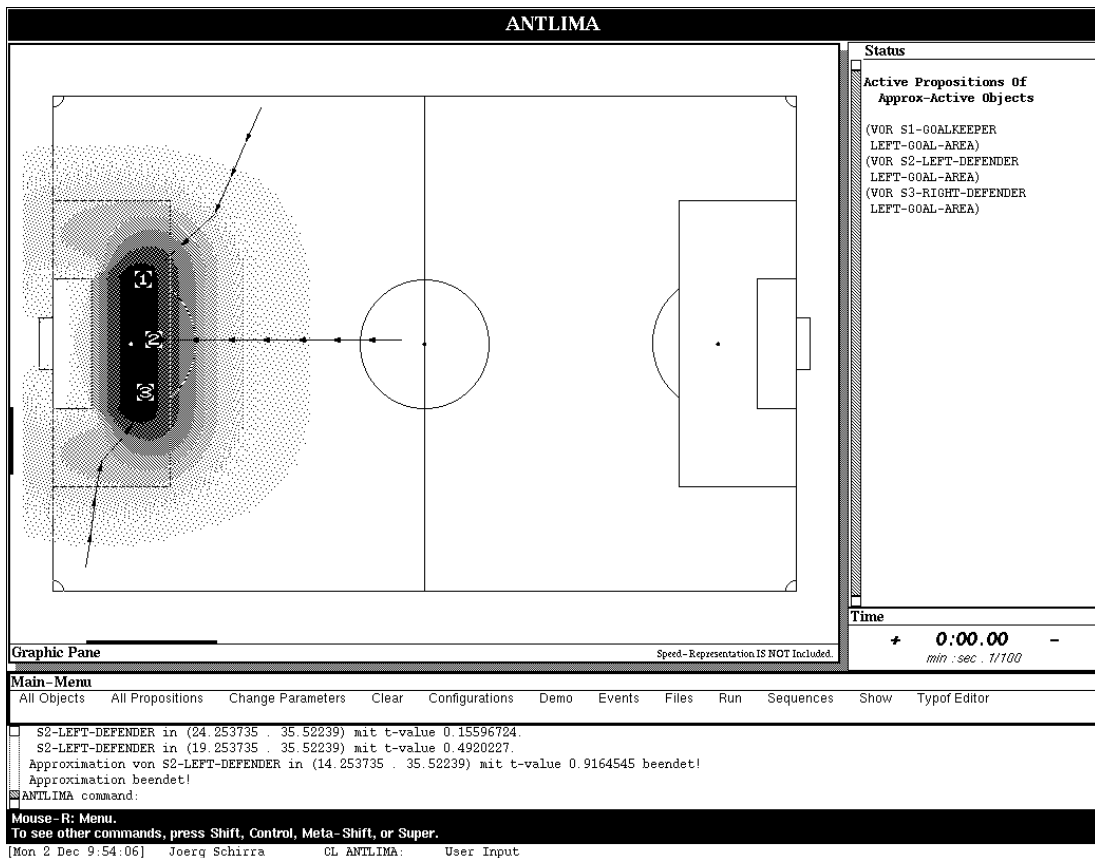 ANTLIMA
Status
Active Propositions Of
Approx-Active Objects
(VOR S1-GOALKEEPER
LEFT-GOAL-AREA)
(VOR S2-LEFT-DEFENDER
LEFT-GOAL-AREA)
(VOR S3-RIGHT-DEFENDER
LEFT-GOAL-AREA)
1
2
3
Time
+ 0:00.00 -
min : sec . 1/100
Graphic Pane
Speed-Representation IS NOT Included.
Main-Menu
All Objects All Propositions Change Parameters Clear Configurations Demo Events Files Run Sequences Show Typof Editor
S2-LEFT-DEFENDER in (24.253735 . 35.52239) mit t-value 0.15596724.
S2-LEFT-DEFENDER in (19.253735 . 35.52239) mit t-value 0.4920227.
Approximation von S2-LEFT-DEFENDER in (14.253735 . 35.52239) mit t-value 0.9164545 beendet!
Approximation beendet!
ANTLIMA command:
Mouse-R: Menu.
To see other commands, press Shift, Control, Meta-Shift, or Super.
[Mon 2 Dec 9:54:06] Joerg Schirra CL ANTLIMA: User Input